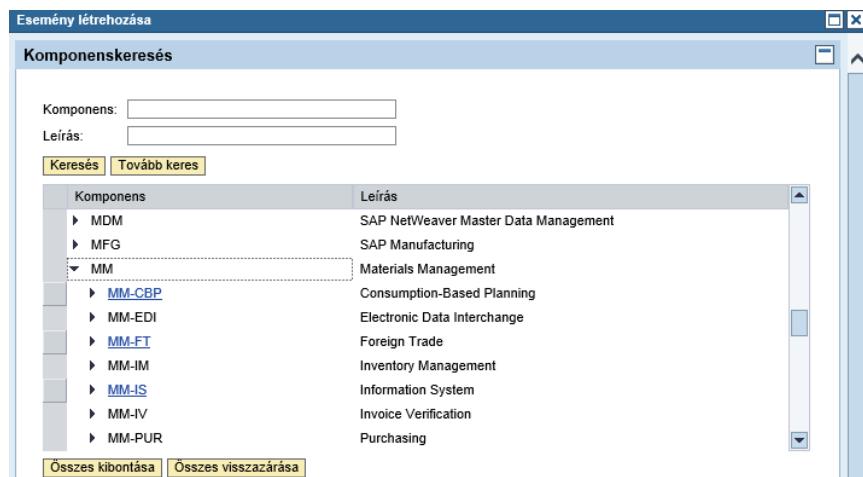 Esemény létrehozása
Komponenskeresés
Komponens:
Leírás:
Keresés Tovább keres
Komponens Leírás
MDM SAP NetWeaver Master Data Management
MFG SAP Manufacturing
MM Materials Management
MM-CBP Consumption-Based Planning
MM-EDI Electronic Data Interchange
MM-FT Foreign Trade
MM-IM Inventory Management
MM-IS Information System
MM-IV Invoice Verification
MM-PUR Purchasing
Összes kibontása Összes visszazárása